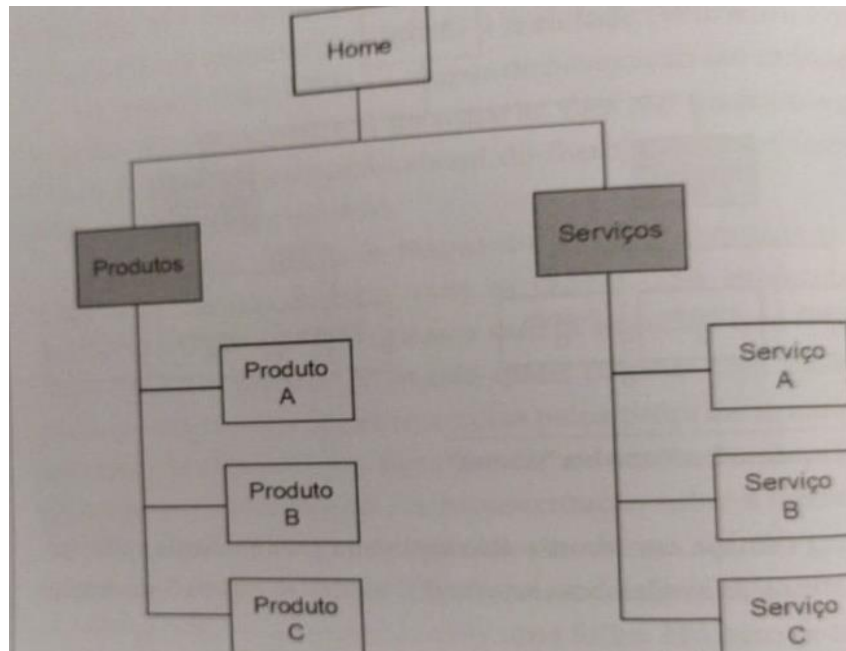 Home
Produtos
Serviços
Produto
A
Produto
B
Produto
C
Serviço
A
Serviço
B
Serviço
C